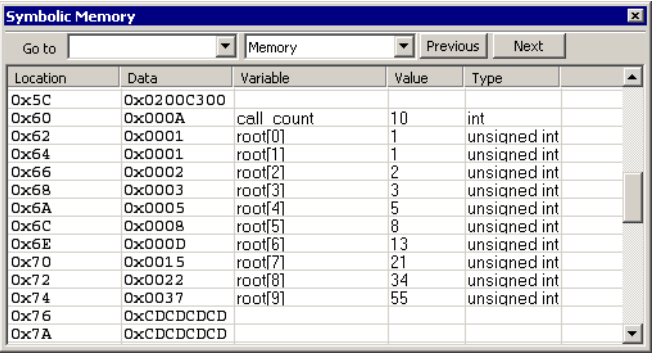 Symbolic Memory
Go to Memory Previous Next
Location Data Variable Value Type
0x5C 0x0200C300
0x60 0x000A call_count 10 int
0x62 0x0001 root[0] 1 unsigned int
0x64 0x0001 root[1] 1 unsigned int
0x66 0x0002 root[2] 2 unsigned int
0x68 0x0003 root[3] 3 unsigned int
0x6A 0x0005 root[4] 5 unsigned int
0x6C 0x0008 root[5] 8 unsigned int
0x6E 0x000D root[6] 13 unsigned int
0x70 0x0015 root[7] 21 unsigned int
0x72 0x0022 root[8] 34 unsigned int
0x74 0x0037 root[9] 55 unsigned int
0x76 0xCDCDCDCD
0x7A 0xCDCDCDCD